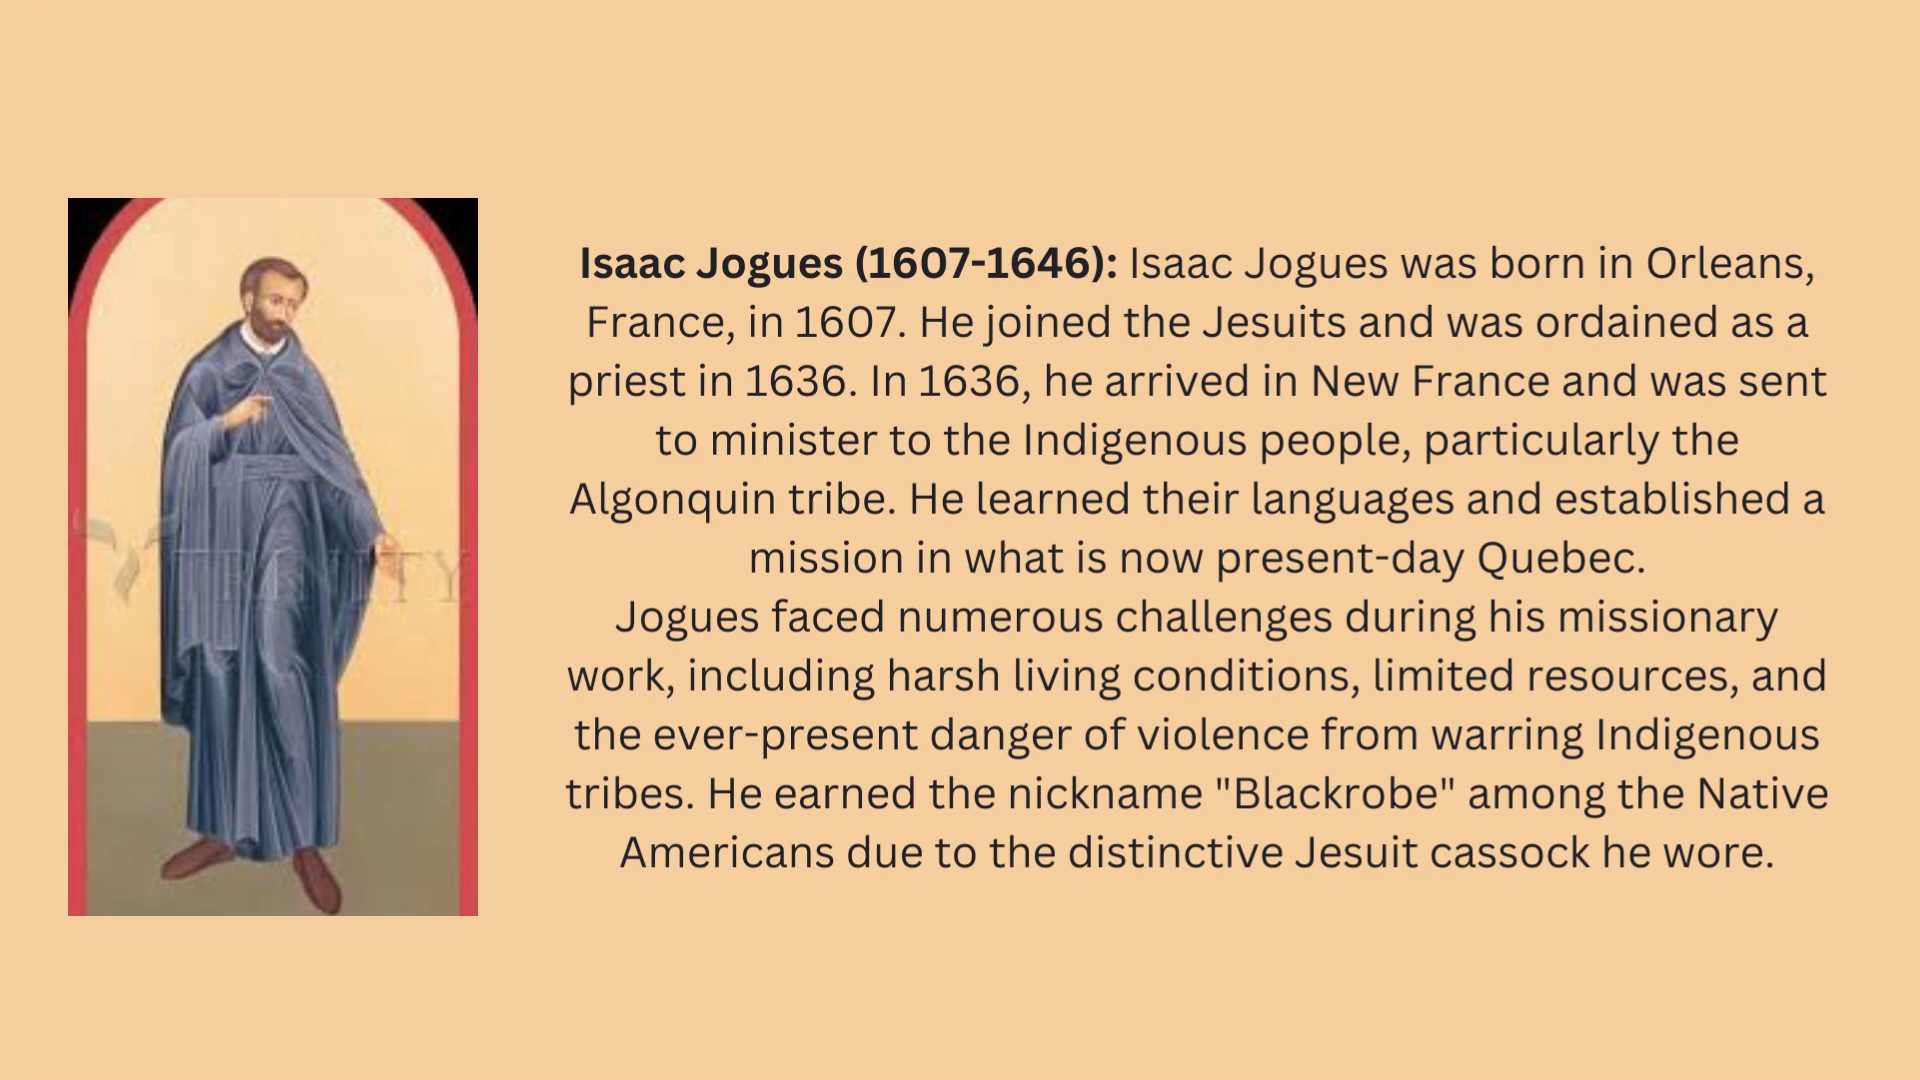 Isaac Jogues (1607-1646): Isaac Jogues was born in Orleans,
France, in 1607. He joined the Jesuits and was ordained as a
priest in 1636. In 1636, he arrived in New France and was sent
to minister to the Indigenous people, particularly the
Algonquin tribe. He learned their languages and established a
mission in what is now present-day Quebec.
Jogues faced numerous challenges during his missionary
work, including harsh living conditions, limited resources, and
the ever-present danger of violence from warring Indigenous
tribes. He earned the nickname "Blackrobe" among the Native
Americans due to the distinctive Jesuit cassock he wore.
TRINITY